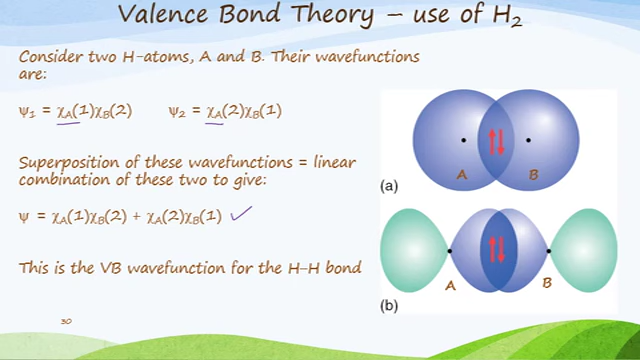 Valence Bond Theory – use of H₂
Consider two H-atoms, A and B. Their wavefunctions
are:
ψ₁ = χA(1)χB(2) ψ₂ = χA(2)χB(1)
Superposition of these wavefunctions = linear
combination of these two to give:
ψ = χA(1)χB(2) + χA(2)χB(1)
This is the VB wavefunction for the H–H bond
A B
(a)
A B
(b)
30